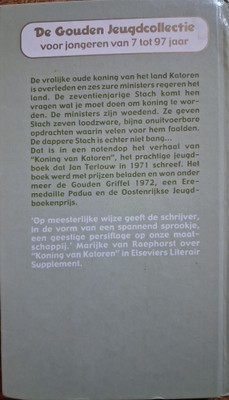 De Gouden Jeugdcollectie
voor jongeren van 7 tot 97 jaar
De vrolijke oude koning van het land Katoren
is overleden en zes zure ministers regeren het
land. De zeventienjarige Stach komt hen
vragen wat je moet doen om koning te wor-
den. De ministers zijn woedend. Ze geven
Stach zeven loodzware, bijna onuitvoerbare
opdrachten waarin velen voor hem faalden.
De dappere Stach is echter niet bang...
Dat is in een notendop het verhaal van
"Koning van Katoren", het prachtige jeugd-
boek dat Jan Terlouw in 1971 schreef. Het
boek werd met prijzen beladen en won onder
meer de Gouden Griffel 1972, een Ere-
medaille Padua en de Oostenrijkse Jeugd-
boekenprijs.
'Op meesterlijke wijze geeft de schrijver,
in de vorm van een spannend sprookje,
een geestige persiflage op onze maat-
schappij.' Marijke van Raephorst over
"Koning van Katoren" in Elseviers Literair
Supplement.